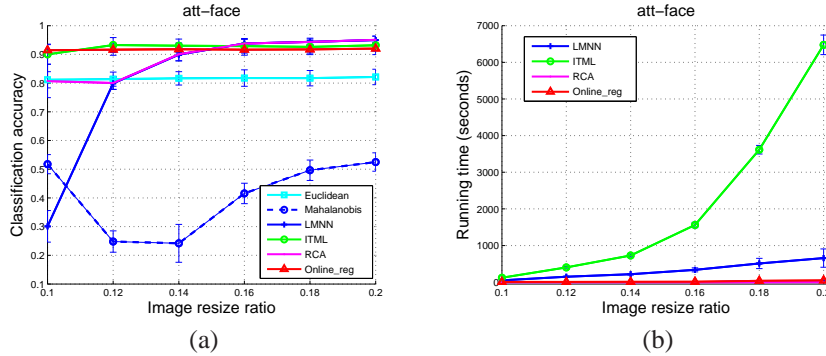 att−face
1
0.9
0.8
0.7
0.6
0.5
0.4
0.3
0.2
0.1
0.1 0.12 0.14 0.16 0.18 0.2
Classification accuracy
Image resize ratio
Euclidean
Mahalanobis
LMNN
ITML
RCA
Online_reg
(a)
att−face
7000
6000
5000
4000
3000
2000
1000
0
0.1 0.12 0.14 0.16 0.18 0.2
Running time (seconds)
Image resize ratio
LMNN
ITML
RCA
Online_reg
(b)